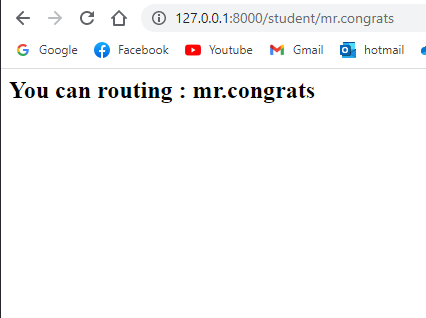 127.0.0.1:8000/student/mr.congrats
Google Facebook Youtube Gmail hotmail
You can routing : mr.congrats